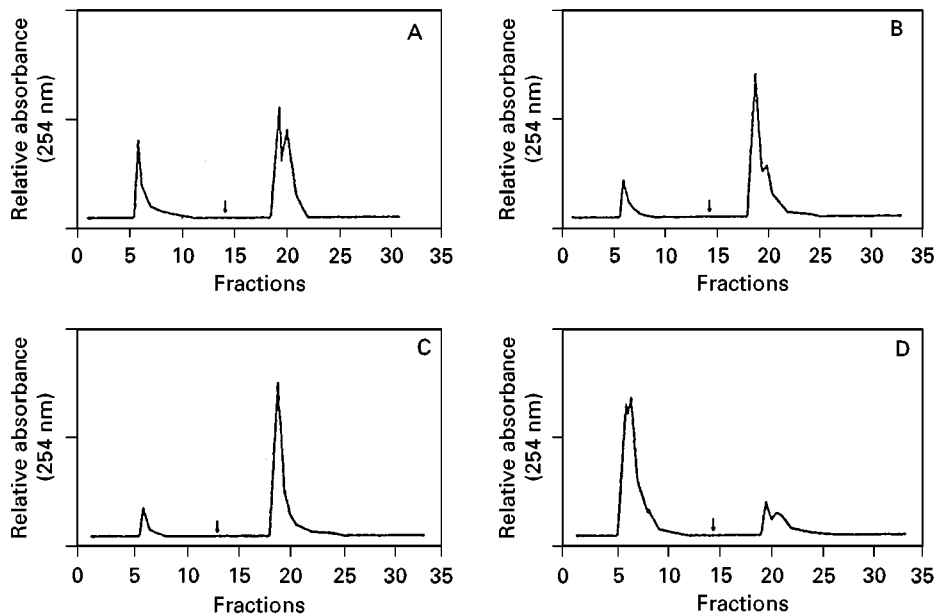 A
Relative absorbance
(254 nm)
0 5 10 15 20 25 30 35
Fractions
B
Relative absorbance
(254 nm)
0 5 10 15 20 25 30 35
Fractions
C
Relative absorbance
(254 nm)
0 5 10 15 20 25 30 35
Fractions
D
Relative absorbance
(254 nm)
0 5 10 15 20 25 30 35
Fractions